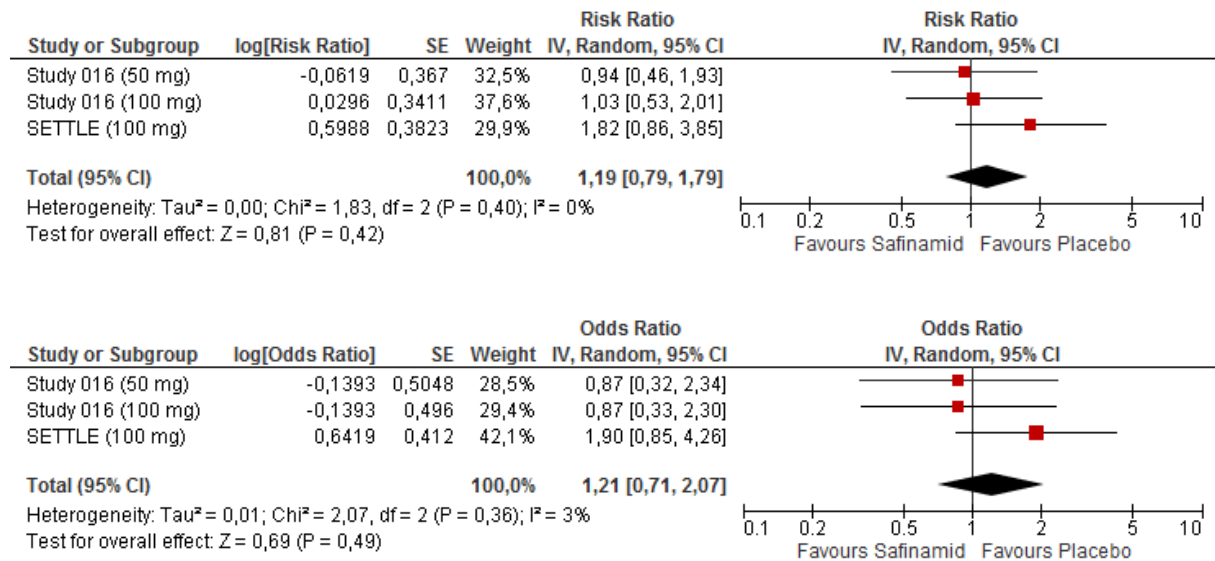 Risk Ratio Risk Ratio
Study or Subgroup log[Risk Ratio] SE Weight IV, Random, 95% CI IV, Random, 95% CI
Study 016 (50 mg) -0,0619 0,367 32,5% 0,94 [0,46, 1,93]
Study 016 (100 mg) 0,0296 0,3411 37,6% 1,03 [0,53, 2,01]
SETTLE (100 mg) 0,5988 0,3823 29,9% 1,82 [0,86, 3,85]
Total (95% CI) 100,0% 1,19 [0,79, 1,79]
Heterogeneity: Tau² = 0,00; Chi² = 1,83, df = 2 (P = 0,40); I² = 0%
Test for overall effect: Z = 0,81 (P = 0,42)
0.1 0.2 0.5 1 2 5 10
Favours Safinamid Favours Placebo
Odds Ratio Odds Ratio
Study or Subgroup log[Odds Ratio] SE Weight IV, Random, 95% CI IV, Random, 95% CI
Study 016 (50 mg) -0,1393 0,5048 28,5% 0,87 [0,32, 2,34]
Study 016 (100 mg) -0,1393 0,496 29,4% 0,87 [0,33, 2,30]
SETTLE (100 mg) 0,6419 0,412 42,1% 1,90 [0,85, 4,26]
Total (95% CI) 100,0% 1,21 [0,71, 2,07]
Heterogeneity: Tau² = 0,01; Chi² = 2,07, df = 2 (P = 0,36); I² = 3%
Test for overall effect: Z = 0,69 (P = 0,49)
0.1 0.2 0.5 1 2 5 10
Favours Safinamid Favours Placebo